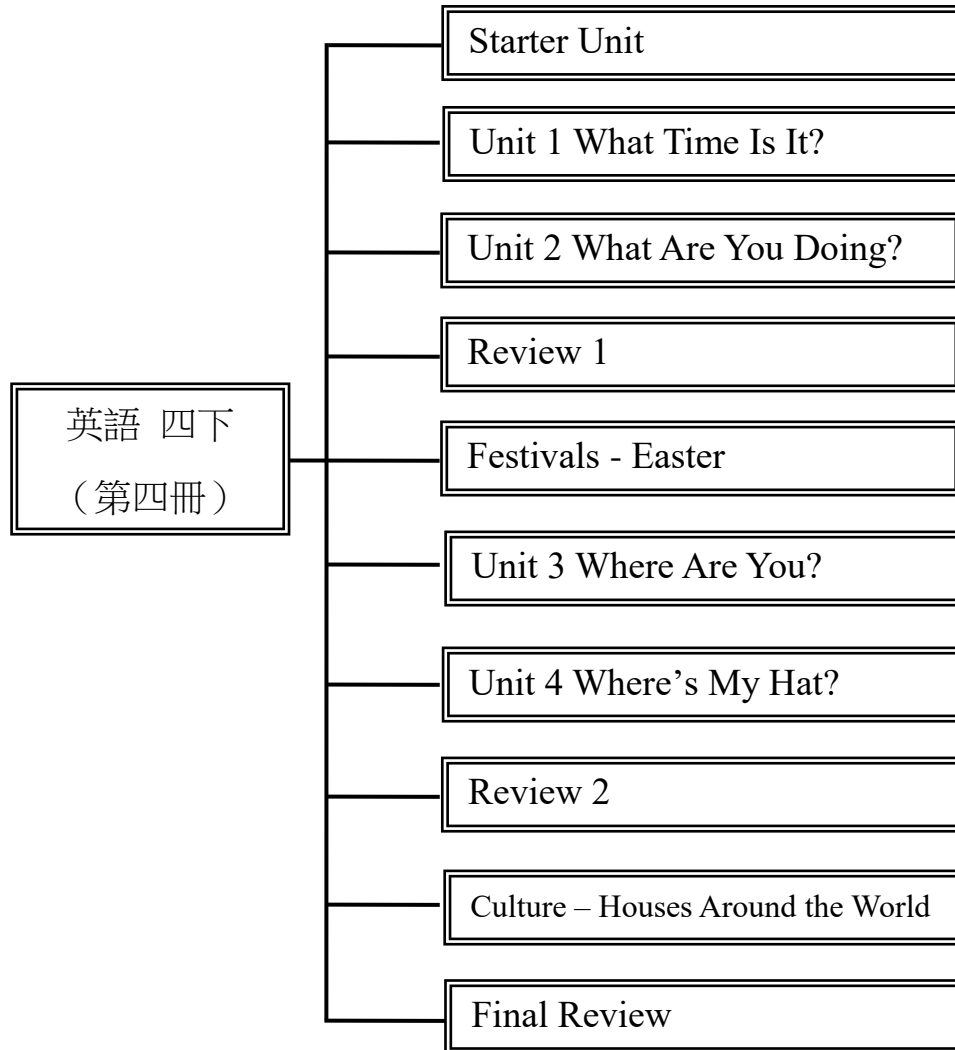 英語 四下
（第四冊）
Starter Unit
Unit 1 What Time Is It?
Unit 2 What Are You Doing?
Review 1
Festivals - Easter
Unit 3 Where Are You?
Unit 4 Where’s My Hat?
Review 2
Culture – Houses Around the World
Final Review